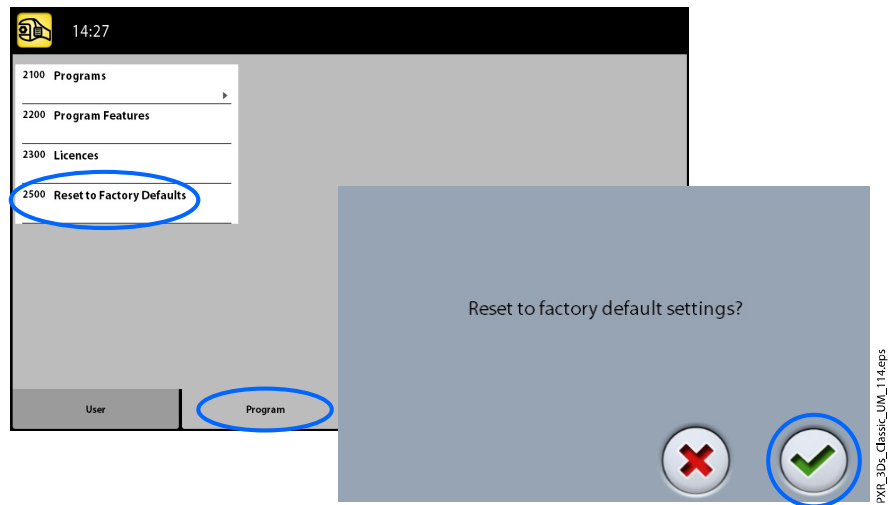 14:27
2100 Programs
2200 Program Features
2300 Licences
2500 Reset to Factory Defaults
User
Program
Reset to factory default settings?
PXR_3Ds_Classic_UM_114.eps